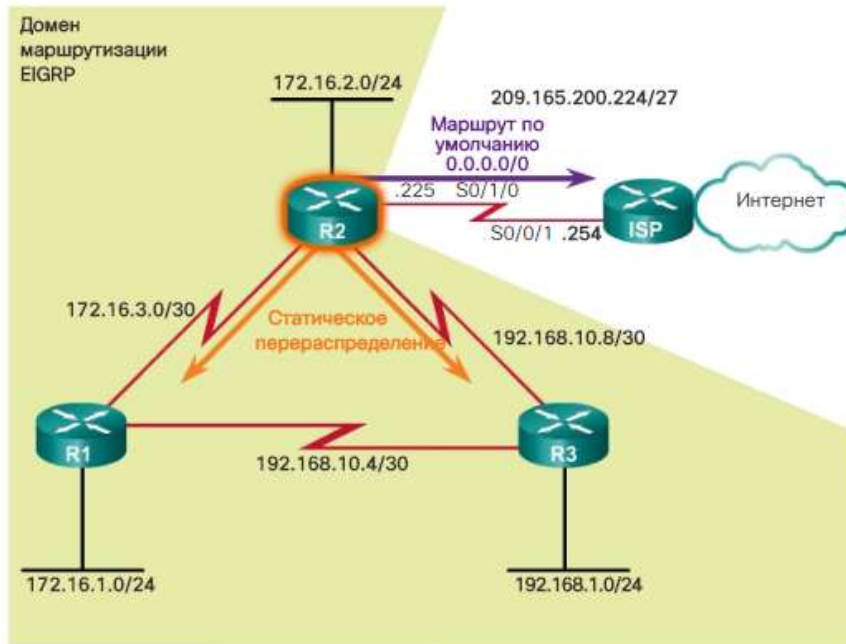 Домен
маршрутизации
EIGRP
172.16.2.0/24
209.165.200.224/27
Маршрут по
умолчанию
0.0.0.0/0
.225 S0/1/0
Интернет
R2
S0/0/1 .254
ISP
172.16.3.0/30
Статическое
перераспределение
192.168.10.8/30
R1
R3
192.168.10.4/30
172.16.1.0/24
192.168.1.0/24